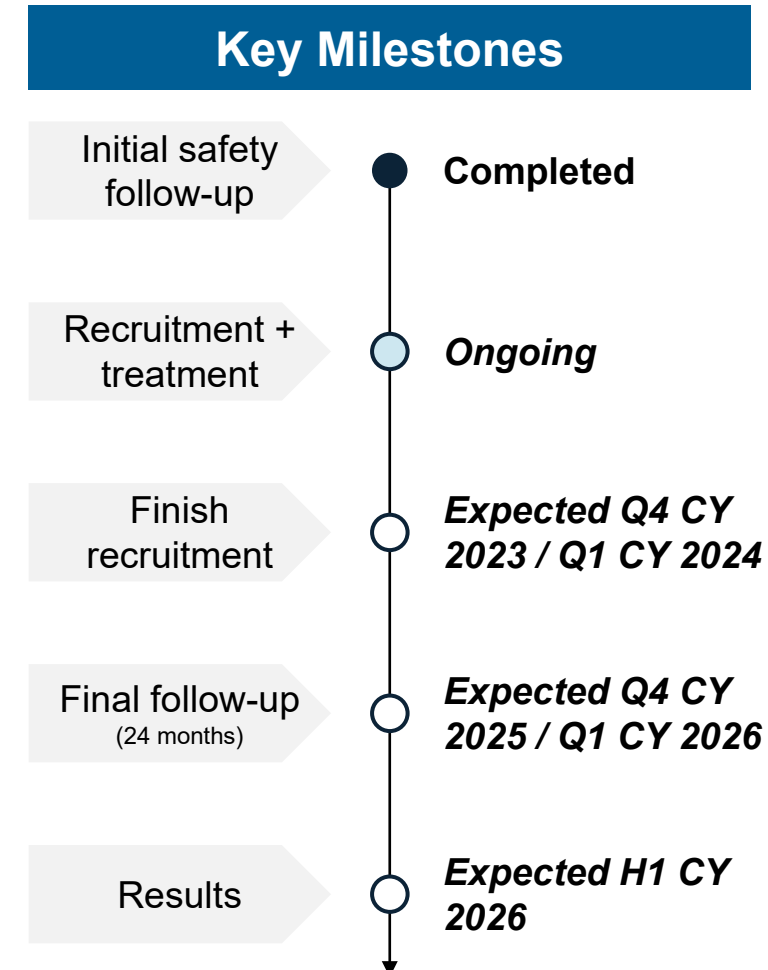 Key Milestones
Initial safety
follow-up
Completed
Recruitment +
treatment
Ongoing
Finish
recruitment
Expected Q4 CY
2023 / Q1 CY 2024
Final follow-up
(24 months)
Expected Q4 CY
2025 / Q1 CY 2026
Results
Expected H1 CY
2026